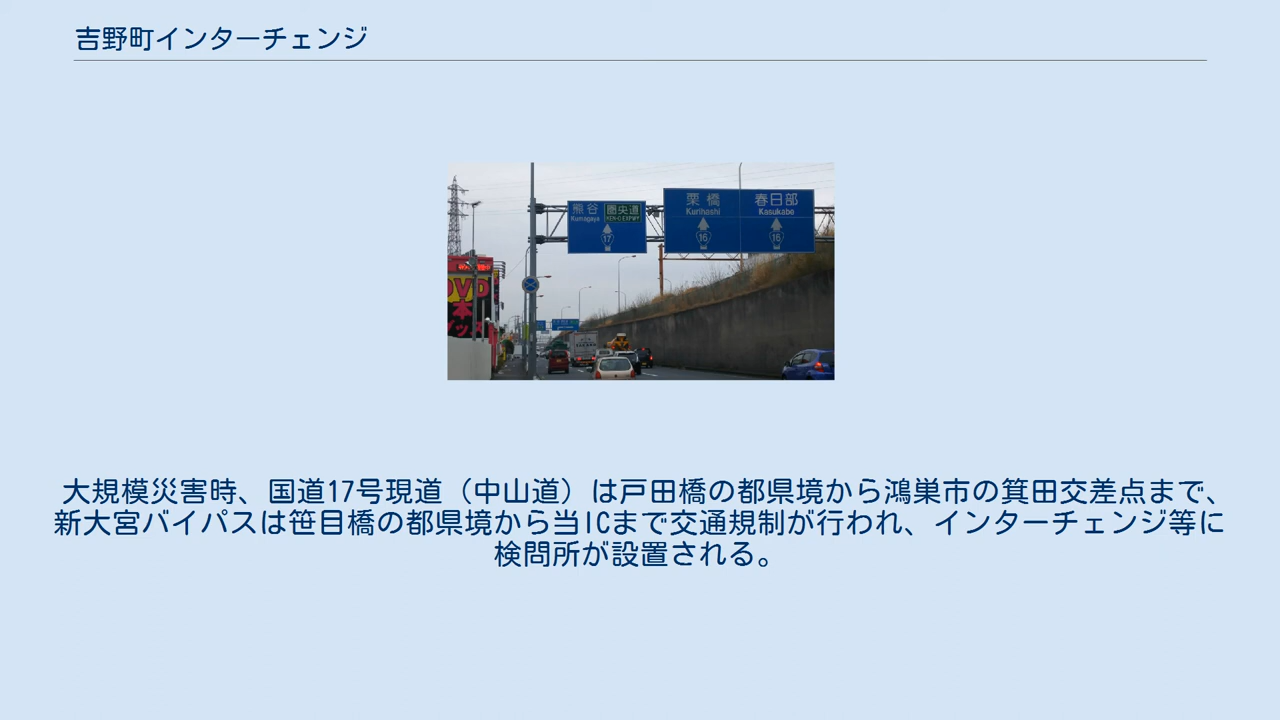 吉野町インターチェンジ
熊谷
Kumagaya
圏央道
KEN-O EXPWY
17
栗橋
Kurihashi
16
春日部
Kasukabe
16
DVD
本
大規模災害時、国道17号現道（中山道）は戸田橋の都県境から鴻巣市の箕田交差点まで、
新大宮バイパスは笹目橋の都県境から当ICまで交通規制が行われ、インターチェンジ等に
検問所が設置される。